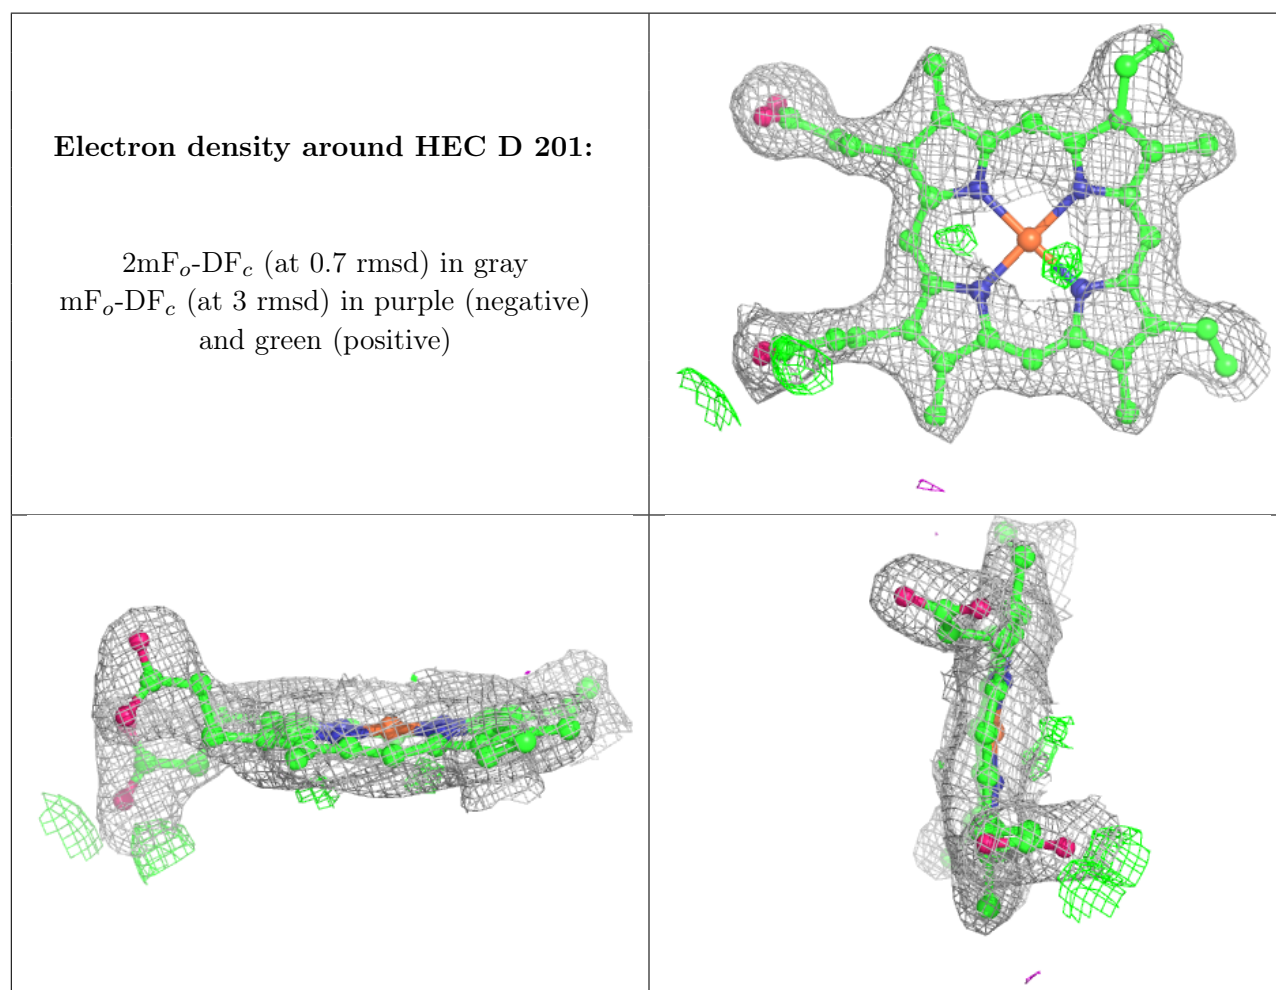 Electron density around HEC D 201:
2mFₒ-DF𝒸 (at 0.7 rmsd) in gray
mFₒ-DF𝒸 (at 3 rmsd) in purple (negative)
and green (positive)